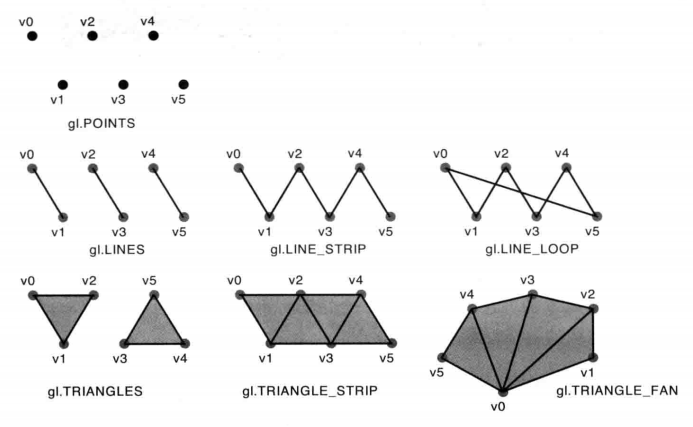 v0 v2 v4
v1 v3 v5
gl.POINTS
v0 v2 v4 v0 v2 v4 v0 v2 v4
v1 v3 v5 v1 v3 v5 v1 v3 v5
gl.LINES gl.LINE_STRIP gl.LINE_LOOP
v0 v2 v5 v0 v2 v4 v4 v3 v2
v1 v3 v4 v1 v3 v5 v5 v1
gl.TRIANGLES gl.TRIANGLE_STRIP v0 gl.TRIANGLE_FAN